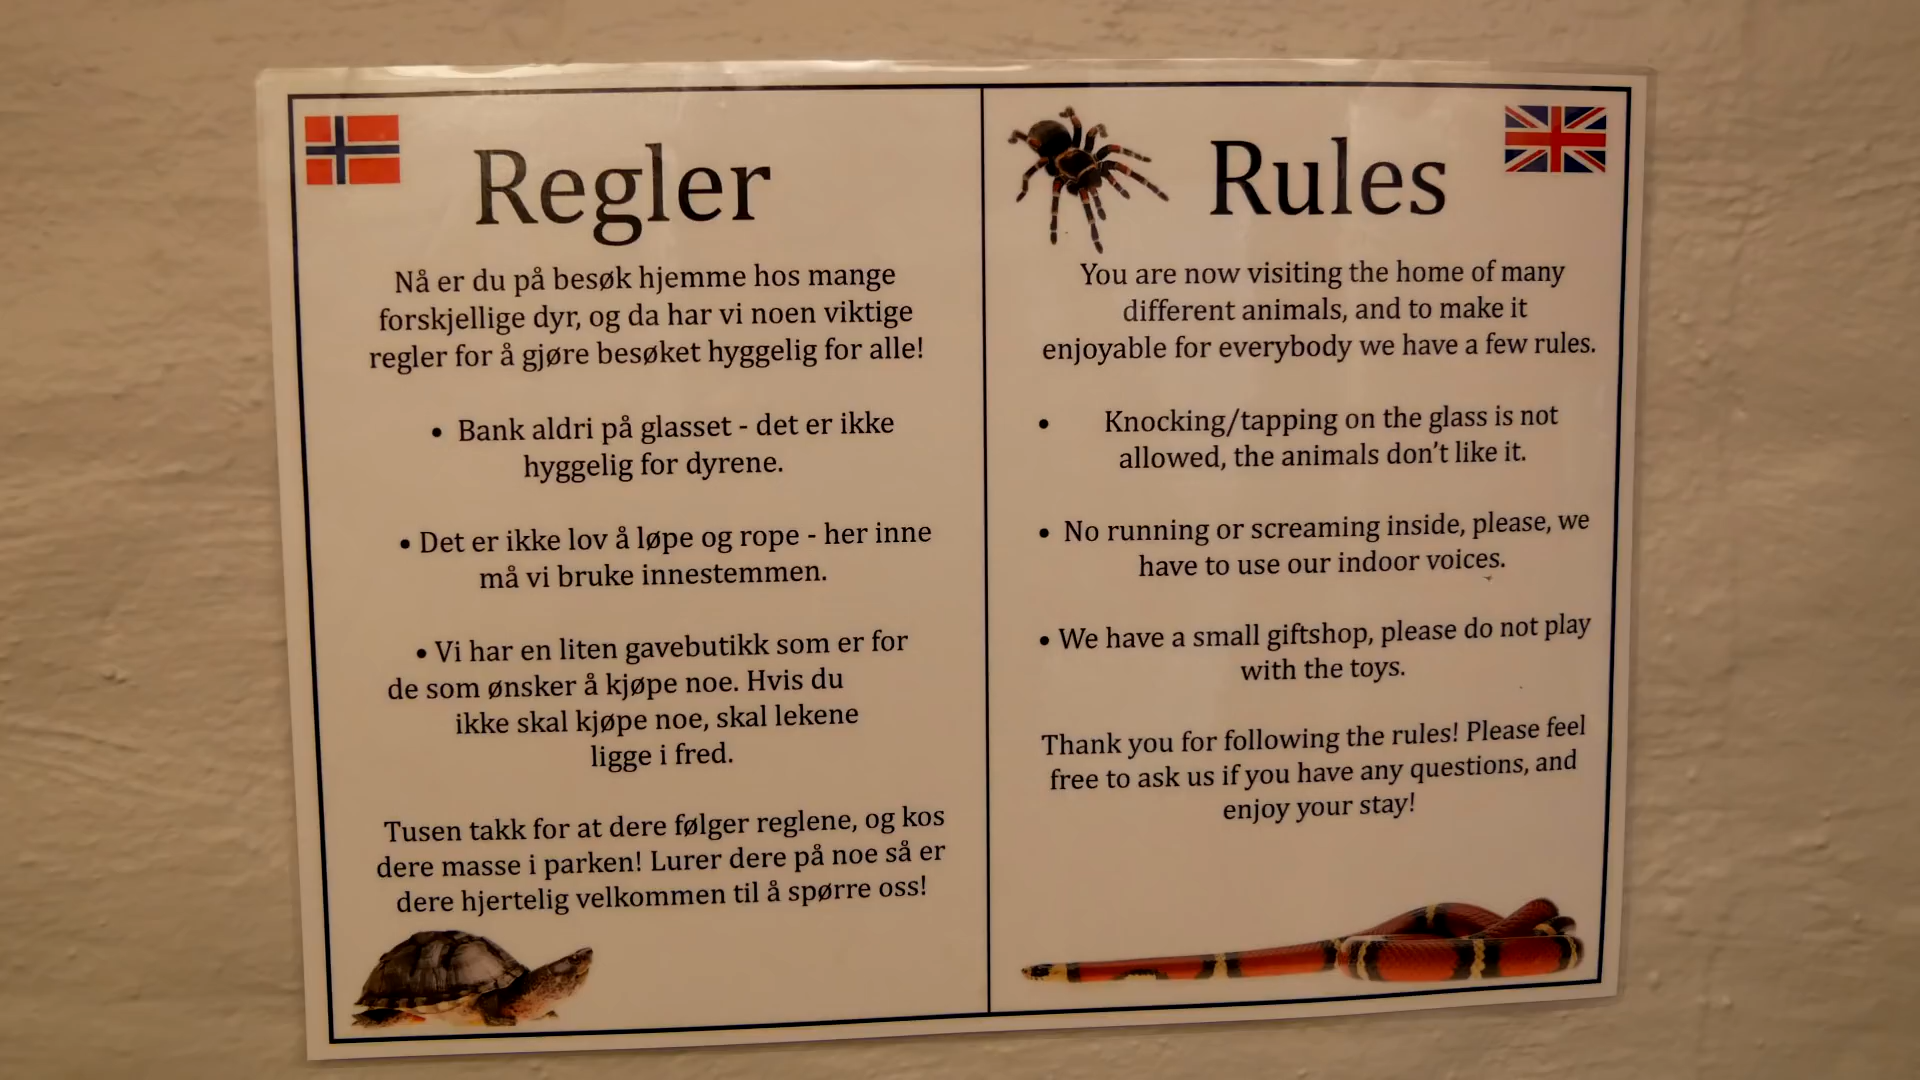 Regler
Nå er du på besøk hjemme hos mange
forskjellige dyr, og da har vi noen viktige
regler for å gjøre besøket hyggelig for alle!
• Bank aldri på glasset - det er ikke
hyggelig for dyrene.
• Det er ikke lov å løpe og rope - her inne
må vi bruke innestemmen.
• Vi har en liten gavebutikk som er for
de som ønsker å kjøpe noe. Hvis du
ikke skal kjøpe noe, skal lekene
ligge i fred.
Tusen takk for at dere følger reglene, og kos
dere masse i parken! Lurer dere på noe så er
dere hjertelig velkommen til å spørre oss!
Rules
You are now visiting the home of many
different animals, and to make it
enjoyable for everybody we have a few rules.
• Knocking/tapping on the glass is not
allowed, the animals don't like it.
• No running or screaming inside, please, we
have to use our indoor voices.
• We have a small giftshop, please do not play
with the toys.
Thank you for following the rules! Please feel
free to ask us if you have any questions, and
enjoy your stay!